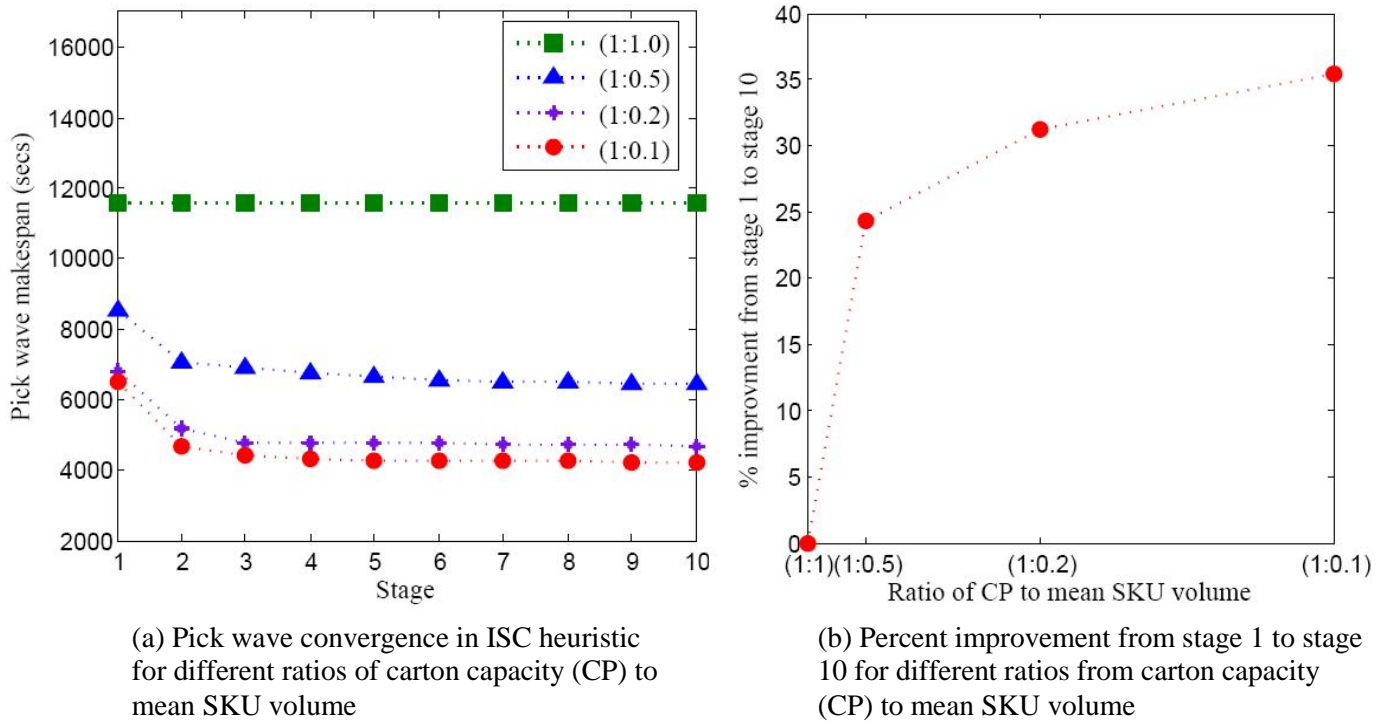 16000
14000
12000
10000
8000
6000
4000
2000
Pick wave makespan (secs)
(1:1.0)
(1:0.5)
(1:0.2)
(1:0.1)
1 2 3 4 5 6 7 8 9 10
Stage
(a) Pick wave convergence in ISC heuristic
for different ratios of carton capacity (CP) to
mean SKU volume
40
35
30
25
20
15
10
5
0
% improvment from stage 1 to stage 10
(1:1) (1:0.5) (1:0.2) (1:0.1)
Ratio of CP to mean SKU volume
(b) Percent improvement from stage 1 to stage
10 for different ratios from carton capacity
(CP) to mean SKU volume